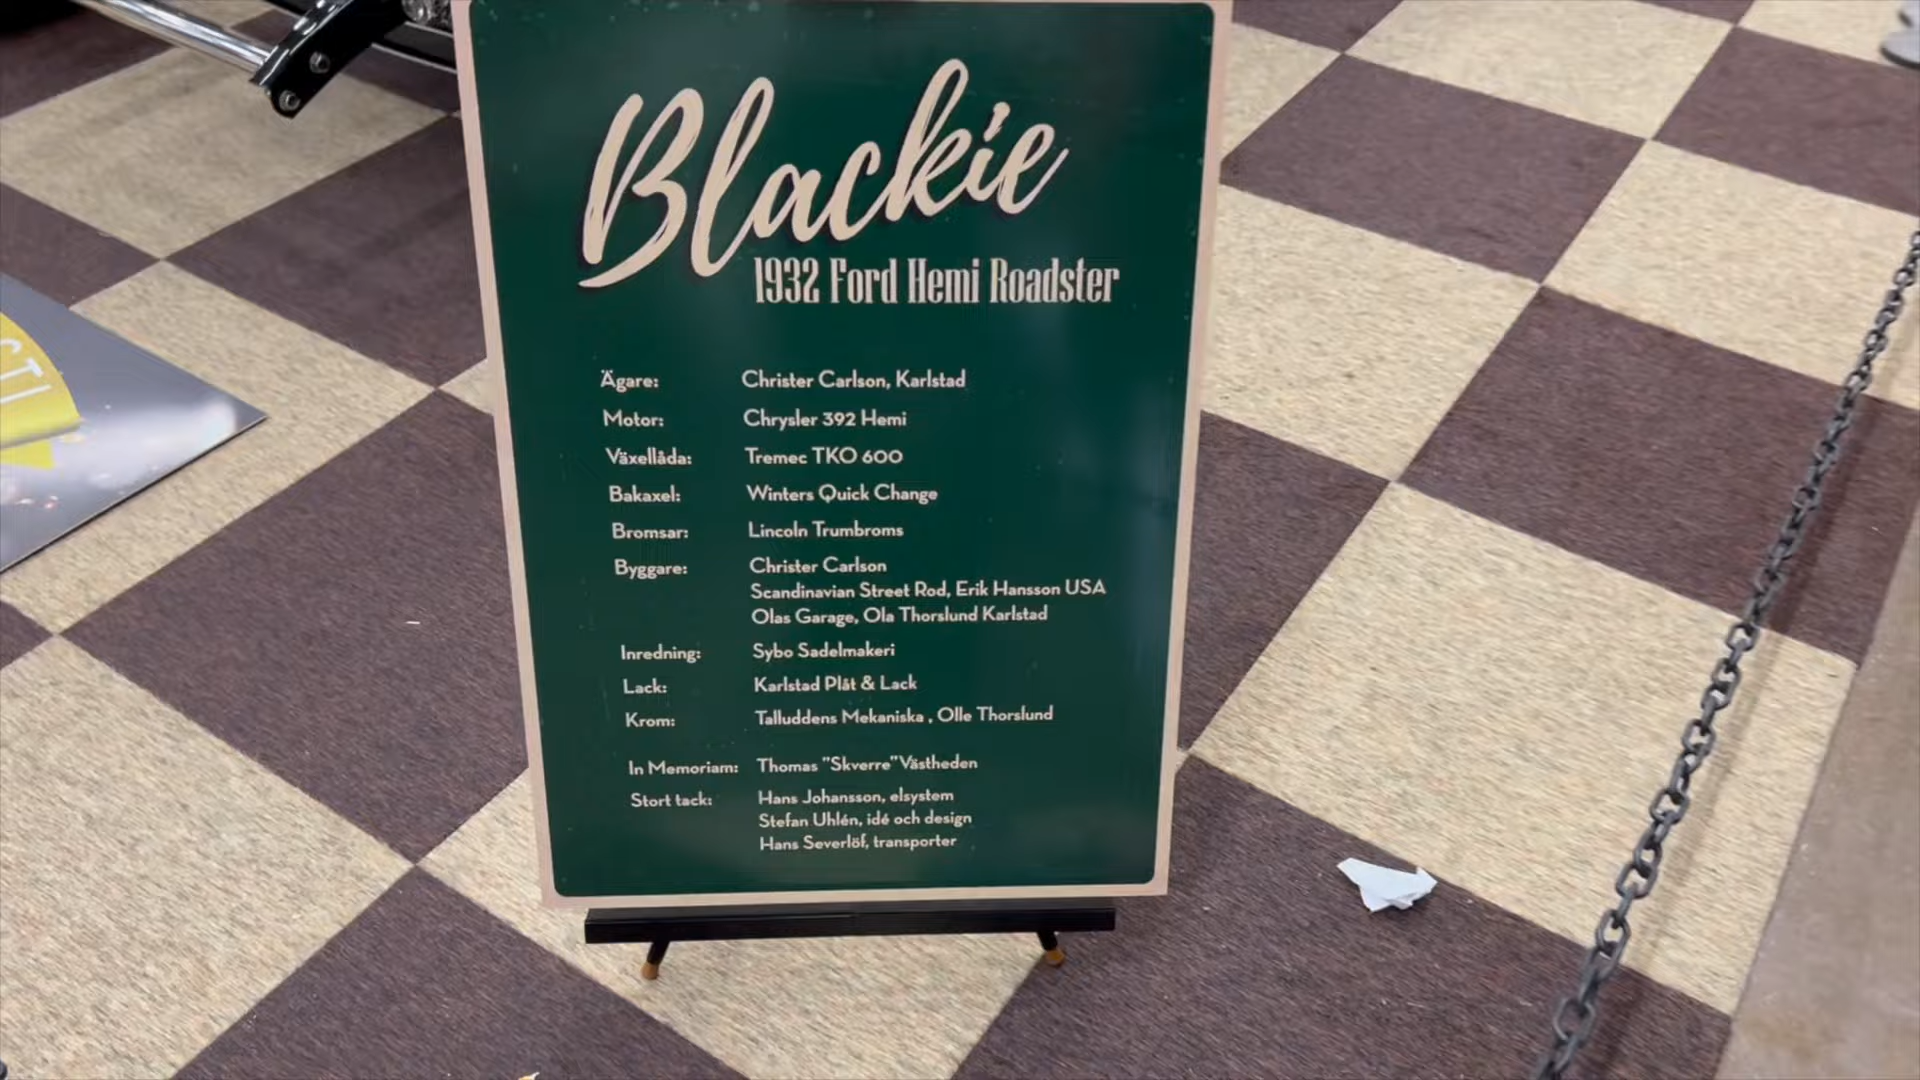 Blackie
1932 Ford Hemi Roadster
Ägare: Christer Carlson, Karlstad
Motor: Chrysler 392 Hemi
Växellåda: Tremec TKO 600
Bakaxel: Winters Quick Change
Bromsar: Lincoln Trumbroms
Byggare: Christer Carlson
Scandinavian Street Rod, Erik Hansson USA
Olas Garage, Ola Thorslund Karlstad
Inredning: Sybo Sadelmakeri
Lack: Karlstad Plåt & Lack
Krom: Talluddens Mekaniska , Olle Thorslund
In Memoriam: Thomas "Skverre" Västheden
Stort tack: Hans Johansson, elsystem
Stefan Uhlén, idé och design
Hans Severlöf, transporter